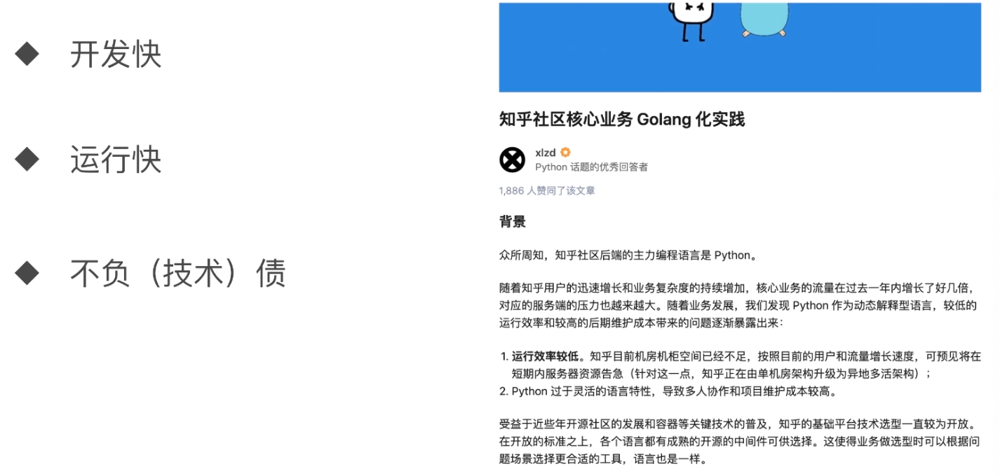 开发快
运行快
不负（技术）债
知乎社区核心业务 Golang 化实践
xlzd
Python 话题的优秀回答者
1,886 人赞同了该文章
背景
众所周知，知乎社区后端的主力编程语言是 Python。
随着知乎用户的迅速增长和业务复杂度的持续增加，核心业务的流量在过去一年内增长了好几倍，
对应的服务端的压力也越来越大。随着业务发展，我们发现 Python 作为动态解释型语言，较低的
运行效率和较高的后期维护成本带来的问题逐渐暴露出来：
1. 运行效率较低。知乎目前机房机柜空间已经不足，按照目前的用户和流量增长速度，可预见将在
短期内服务器资源告急（针对这一点，知乎正在由单机房架构升级为异地多活架构）；
2. Python 过于灵活的语言特性，导致多人协作和项目维护成本较高。
受益于近些年开源社区的发展和容器等关键技术的普及，知乎的基础平台技术选型一直较为开放。
在开放的标准之上，各个语言都有成熟的开源的中间件可供选择。这使得业务做选型时可以根据问
题场景选择更合适的工具，语言也是一样。